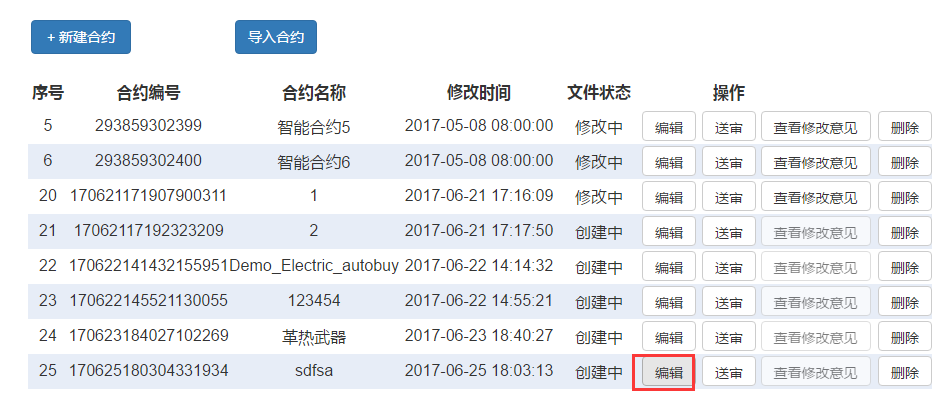 + 新建合约 导入合约
序号 合约编号 合约名称 修改时间 文件状态 操作
5 293859302399 智能合约5 2017-05-08 08:00:00 修改中 编辑 送审 查看修改意见 删除
6 293859302400 智能合约6 2017-05-08 08:00:00 修改中 编辑 送审 查看修改意见 删除
20 170621171907900311 1 2017-06-21 17:16:09 修改中 编辑 送审 查看修改意见 删除
21 17062117192323209 2 2017-06-21 17:17:50 创建中 编辑 送审 查看修改意见 删除
22 170622141432155951Demo_Electric_autobuy 2017-06-22 14:14:32 创建中 编辑 送审 查看修改意见 删除
23 170622145521130055 123454 2017-06-22 14:55:21 创建中 编辑 送审 查看修改意见 删除
24 170623184027102269 革热武器 2017-06-23 18:40:27 创建中 编辑 送审 查看修改意见 删除
25 170625180304331934 sdfsa 2017-06-25 18:03:13 创建中 编辑 送审 查看修改意见 删除